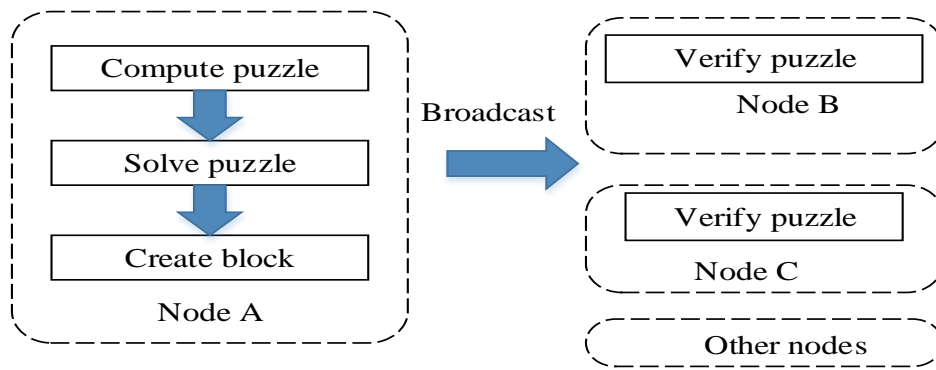 Compute puzzle
Solve puzzle
Create block
Node A
Broadcast
Verify puzzle
Node B
Verify puzzle
Node C
Other nodes